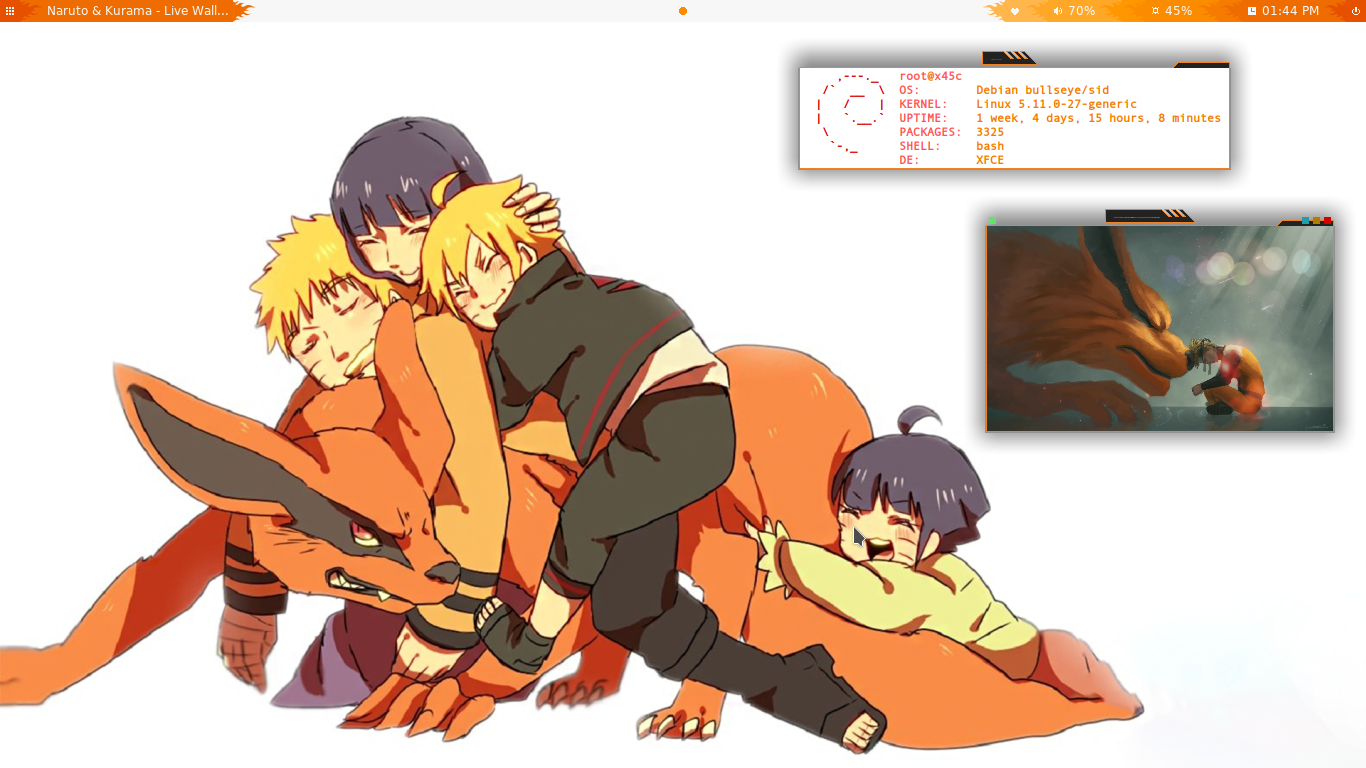 Naruto & Kurama - Live Wall...
70%
45%
01:44 PM
root@x45c
OS: Debian bullseye/sid
KERNEL: Linux 5.11.0-27-generic
UPTIME: 1 week, 4 days, 15 hours, 8 minutes
PACKAGES: 3325
SHELL: bash
DE: XFCE